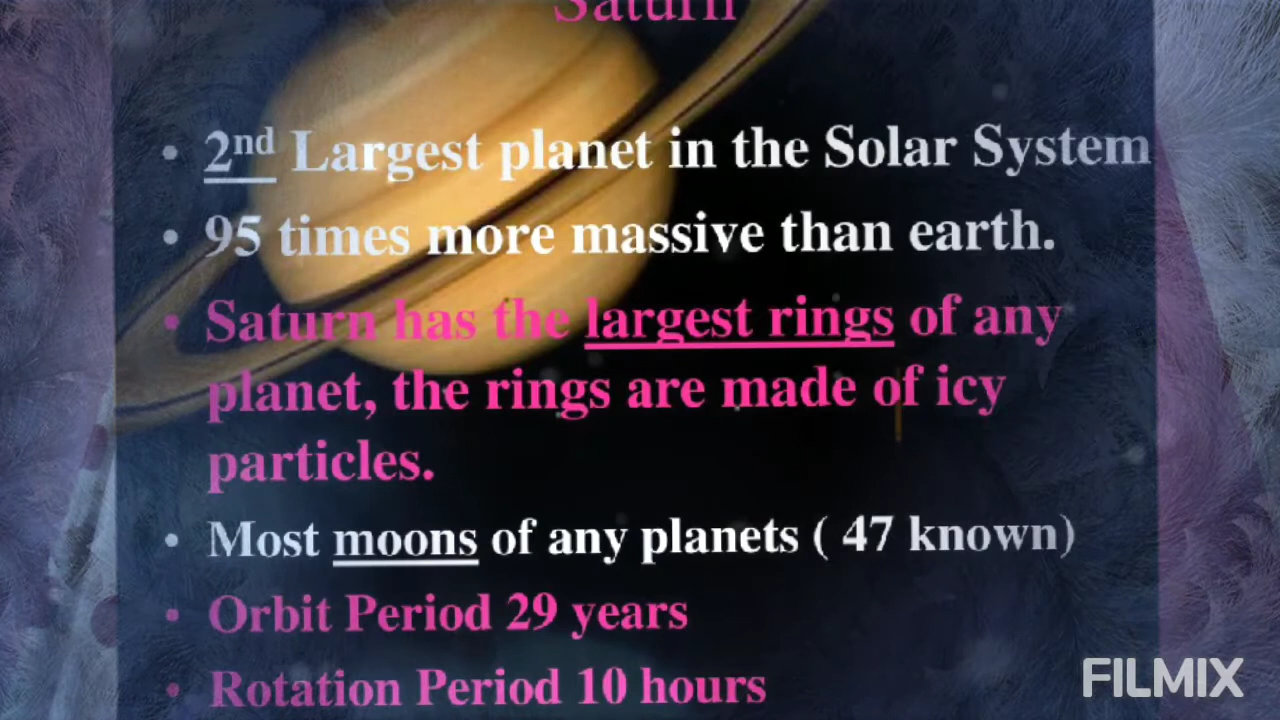 Saturn
• 2nd Largest planet in the Solar System
• 95 times more massive than earth.
• Saturn has the largest rings of any
planet, the rings are made of icy
particles.
• Most moons of any planets ( 47 known)
• Orbit Period 29 years
• Rotation Period 10 hours
FILMIX